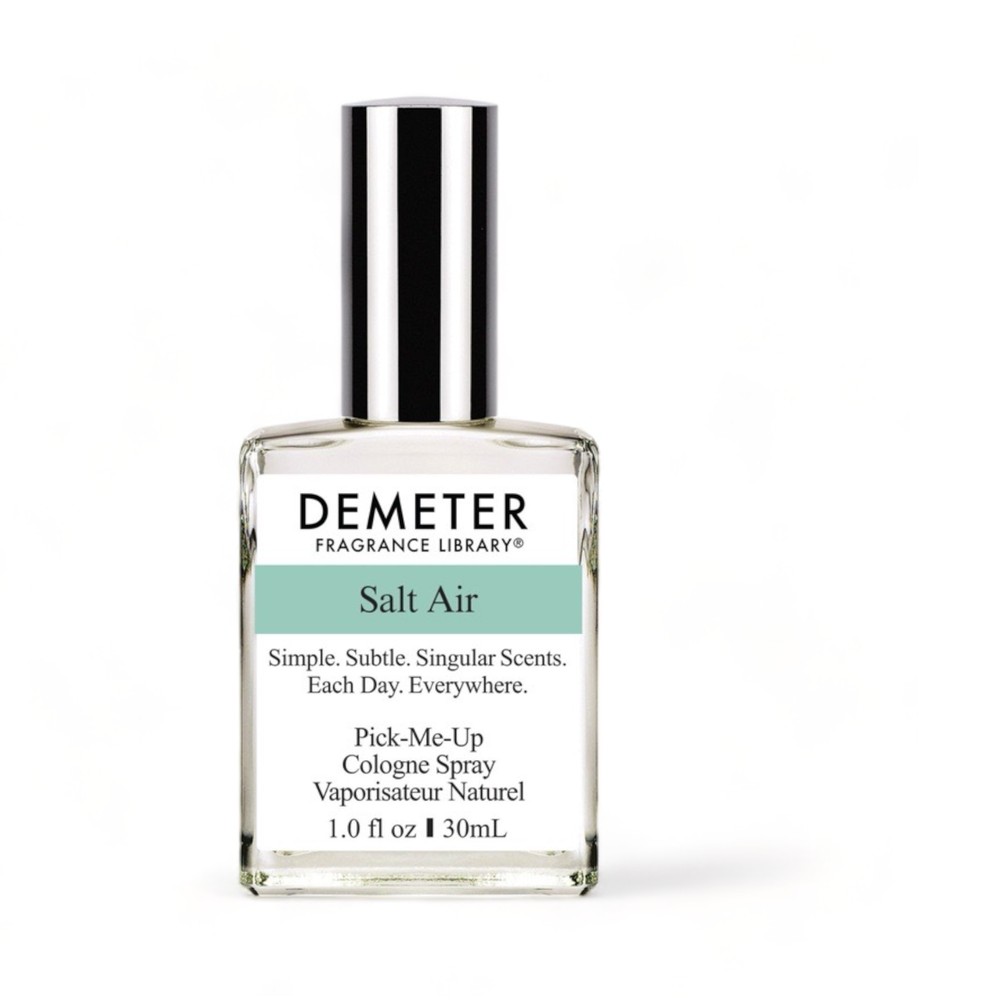 DEMETER
FRAGRANCE LIBRARY®
Salt Air
Simple. Subtle. Singular Scents.
Each Day. Everywhere.
Pick-Me-Up
Cologne Spray
Vaporisateur Naturel
1.0 fl oz ▌30mL